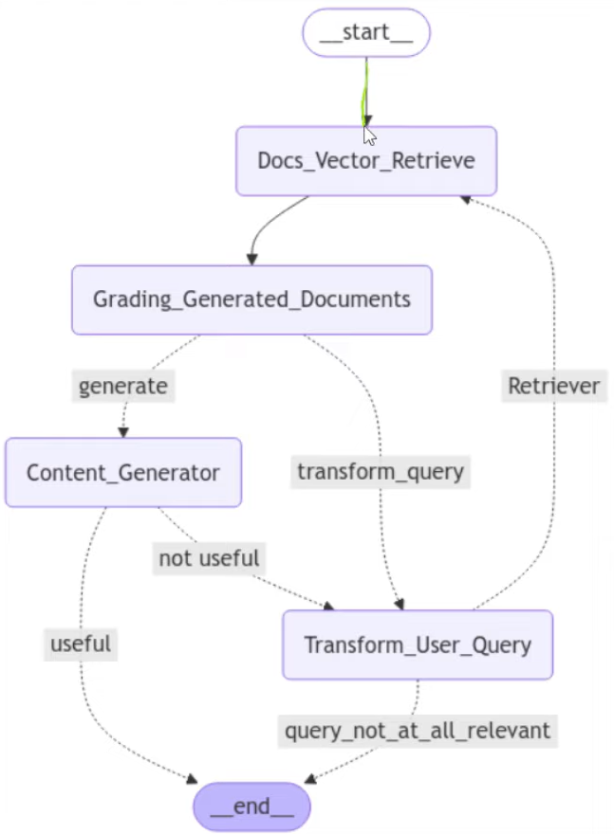 __start__
Docs_Vector_Retrieve
Grading_Generated_Documents
generate
Retriever
Content_Generator
transform_query
not useful
useful
Transform_User_Query
query_not_at_all_relevant
__end__